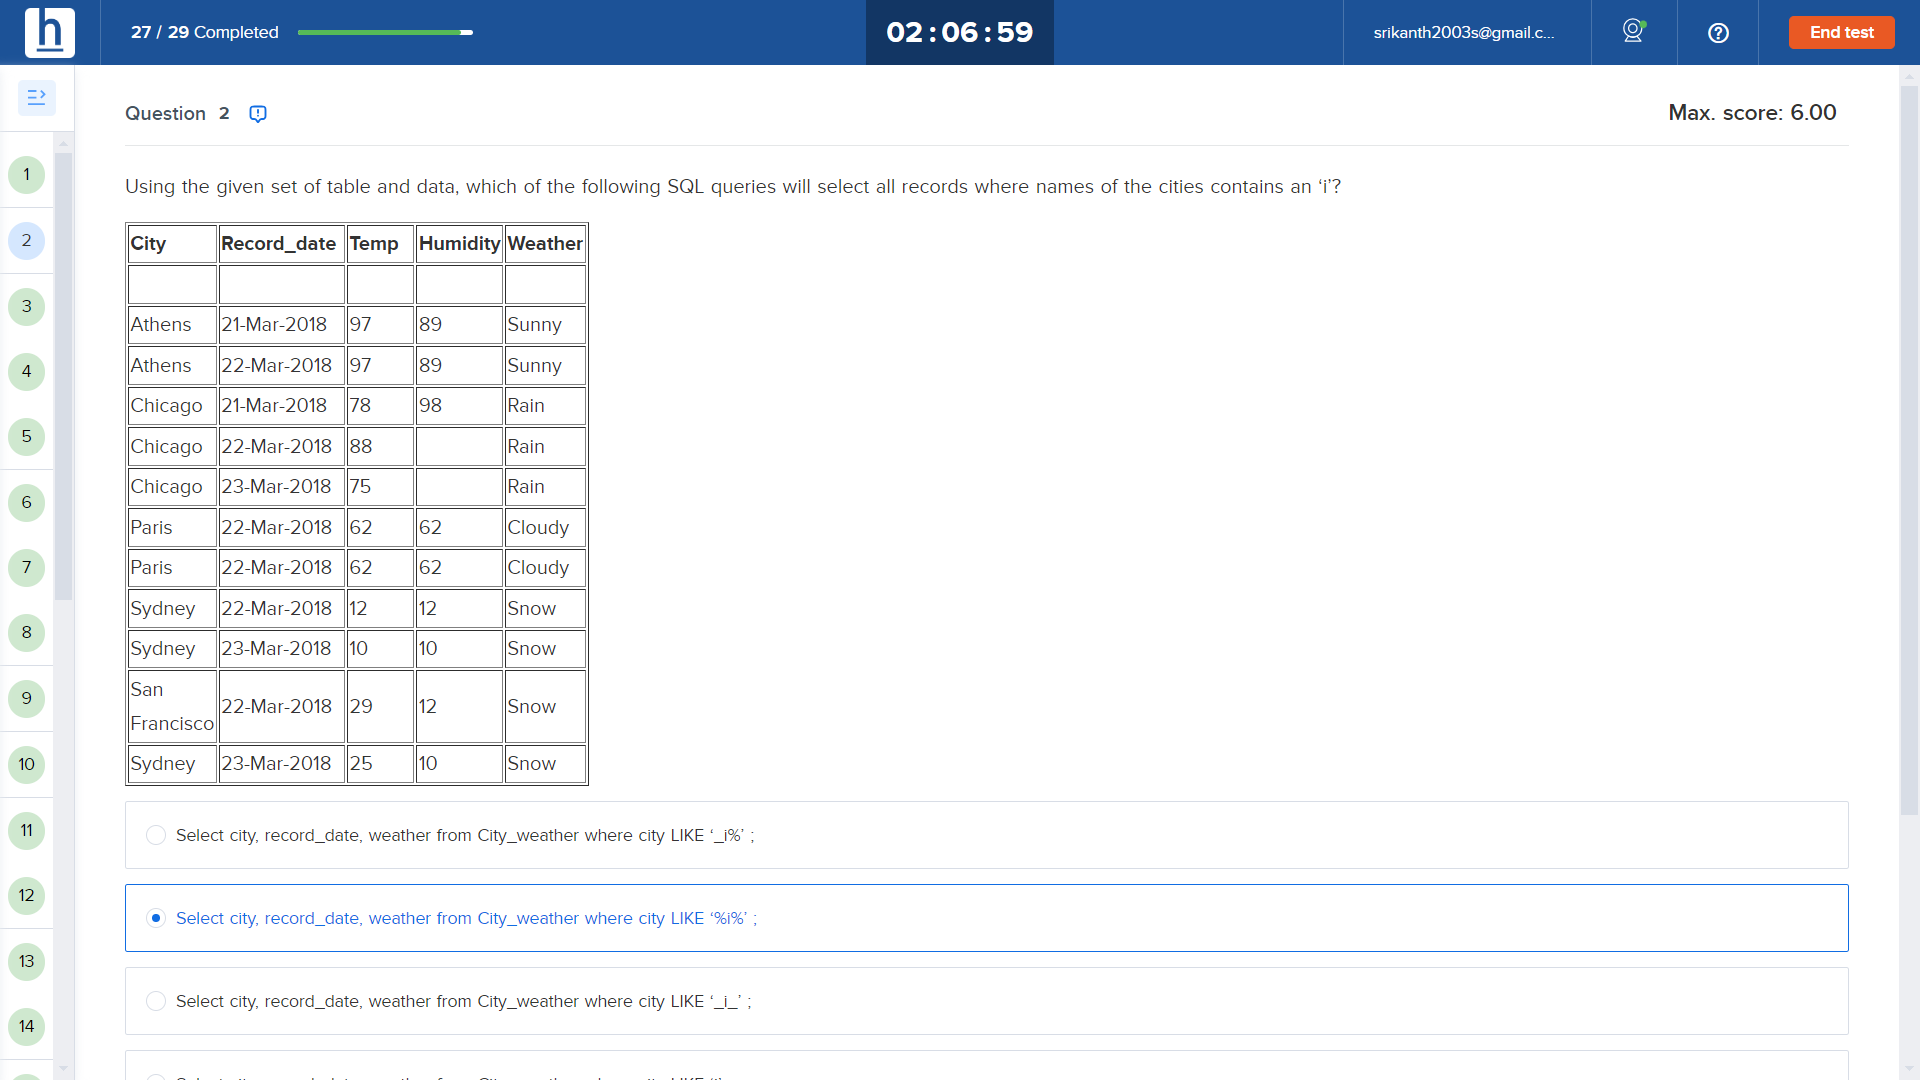 h
27 / 29 Completed
02 : 06 : 59
srikanth2003s@gmail.c...
End test
Question 2
Max. score: 6.00
Using the given set of table and data, which of the following SQL queries will select all records where names of the cities contains an ‘i’?
City Record_date Temp Humidity Weather
Athens 21-Mar-2018 97 89 Sunny
Athens 22-Mar-2018 97 89 Sunny
Chicago 21-Mar-2018 78 98 Rain
Chicago 22-Mar-2018 88 Rain
Chicago 23-Mar-2018 75 Rain
Paris 22-Mar-2018 62 62 Cloudy
Paris 22-Mar-2018 62 62 Cloudy
Sydney 22-Mar-2018 12 12 Snow
Sydney 23-Mar-2018 10 10 Snow
San Francisco 22-Mar-2018 29 12 Snow
Sydney 23-Mar-2018 25 10 Snow
Select city, record_date, weather from City_weather where city LIKE ‘_i%’ ;
Select city, record_date, weather from City_weather where city LIKE ‘%i%’ ;
Select city, record_date, weather from City_weather where city LIKE ‘_i_’ ;
1
2
3
4
5
6
7
8
9
10
11
12
13
14